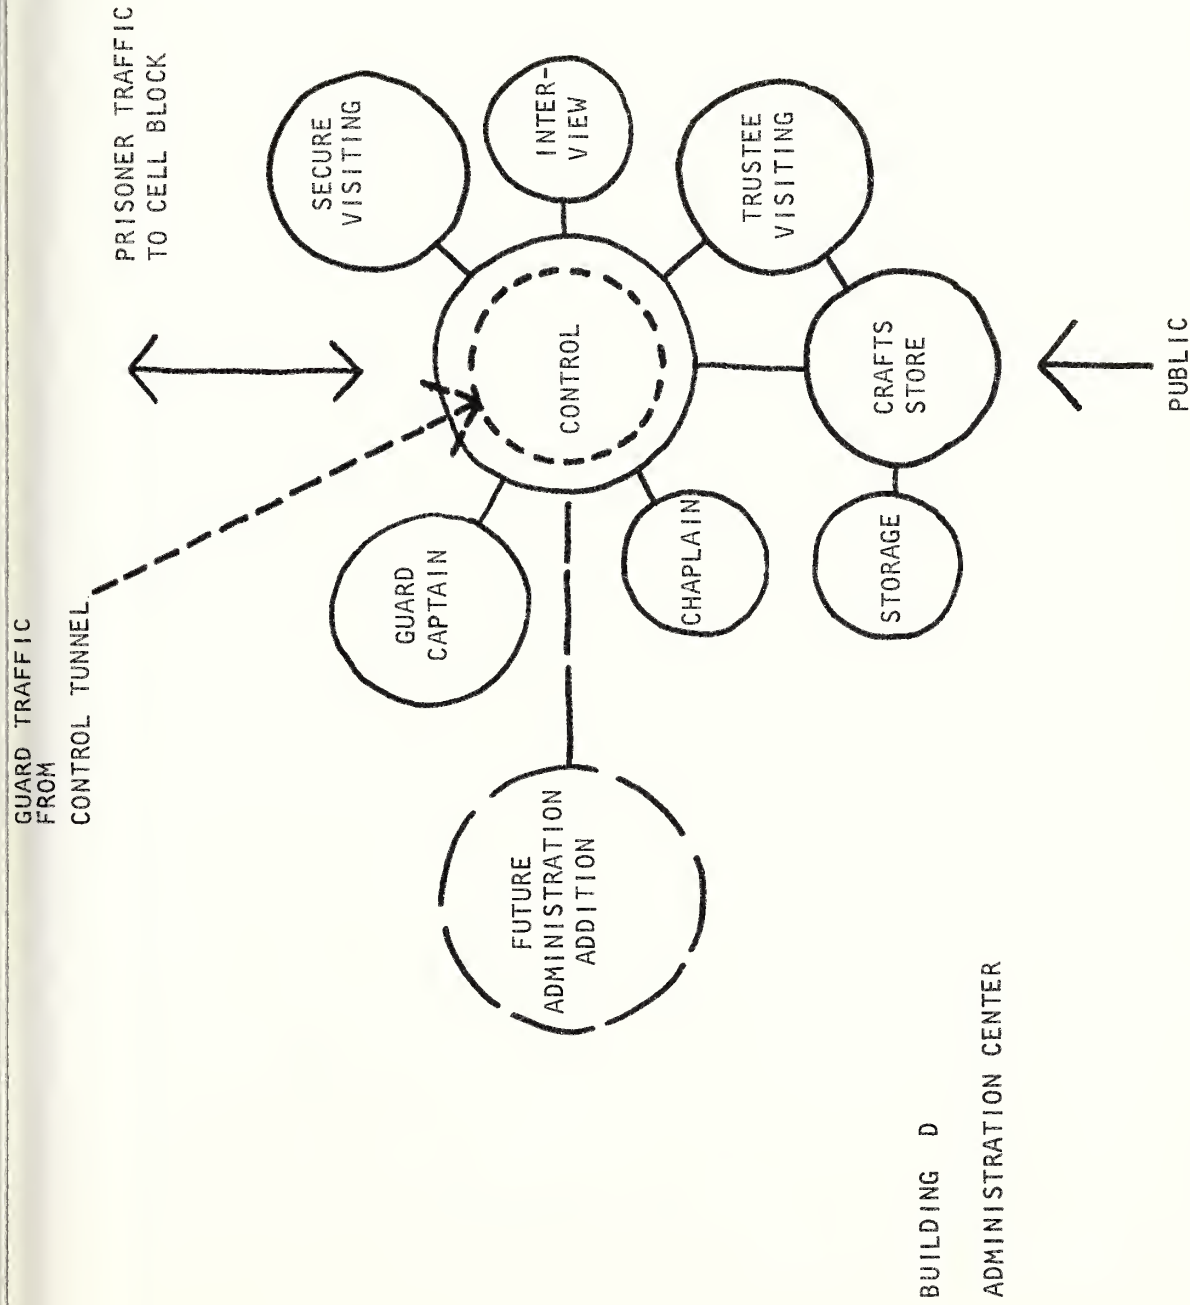 GUARD TRAFFIC
FROM
CONTROL TUNNEL
PRISONER TRAFFIC
TO CELL BLOCK
SECURE
VISITING
INTER-
VIEW
TRUSTEE
VISITING
CONTROL
GUARD
CAPTAIN
CHAPLAIN
CRAFTS
STORE
STORAGE
PUBLIC
FUTURE
ADMINISTRATION
ADDITION
BUILDING D
ADMINISTRATION CENTER